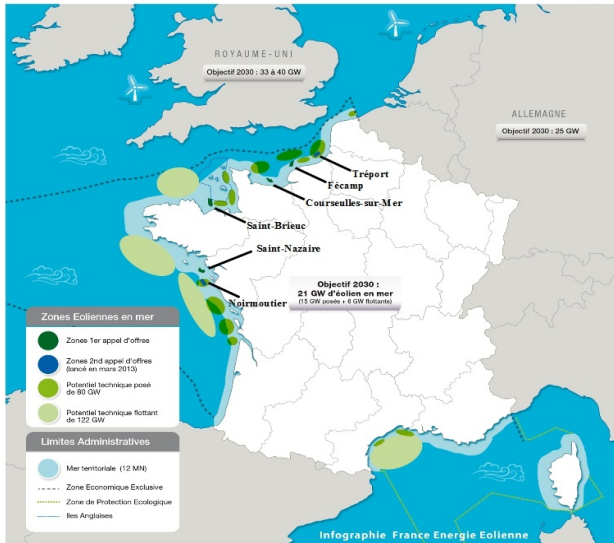 ROYAUME-UNI
Objectif 2030 : 33 à 40 GW
ALLEMAGNE
Objectif 2030 : 25 GW
Tréport
Fécamp
Courseulles-sur-Mer
Saint-Brieuc
Saint-Nazaire
Noirmoutier
Objectif 2030 :
21 GW d'éolien en mer
(15 GW posés + 6 GW flottants)
Zones Eoliennes en mer
Zones 1er appel d'offres
Zones 2nd appel d'offres
(lancé en mars 2013)
Potentiel technique posé
de 80 GW
Potentiel technique flottant
de 122 GW
Limites Administratives
Mer territoriale (12 MN)
Zone Economique Exclusive
Zone de Protection Ecologique
Iles Anglaises
Infographie France Energie Eolienne